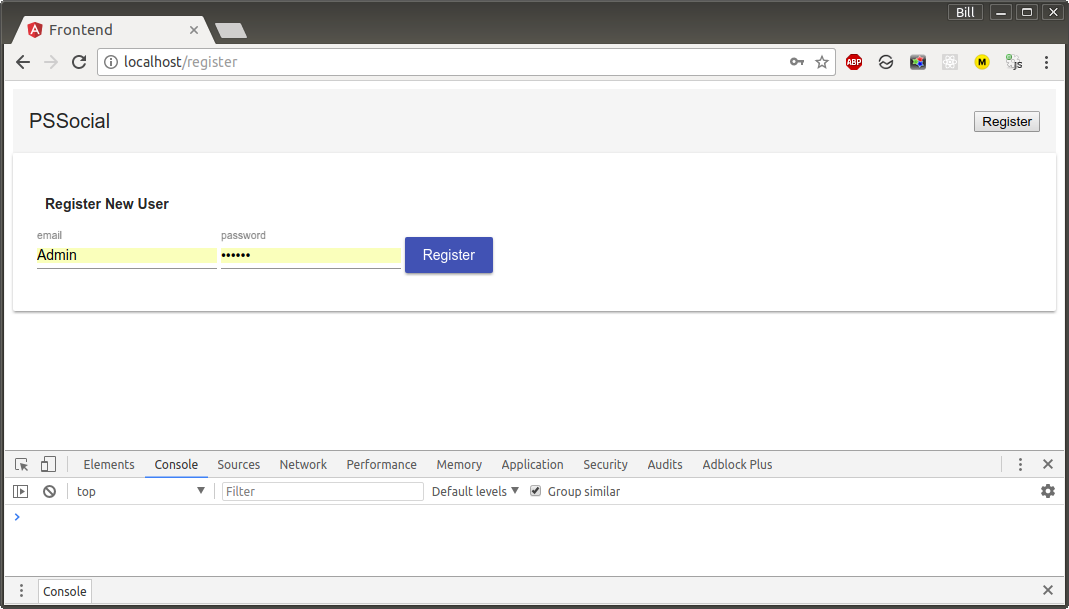 Bill
Frontend
localhost/register
ABP
M
JS
PSSocial
Register
Register New User
email
password
Admin
••••••
Register
Elements
Console
Sources
Network
Performance
Memory
Application
Security
Audits
Adblock Plus
top
Filter
Default levels
Group similar
Console